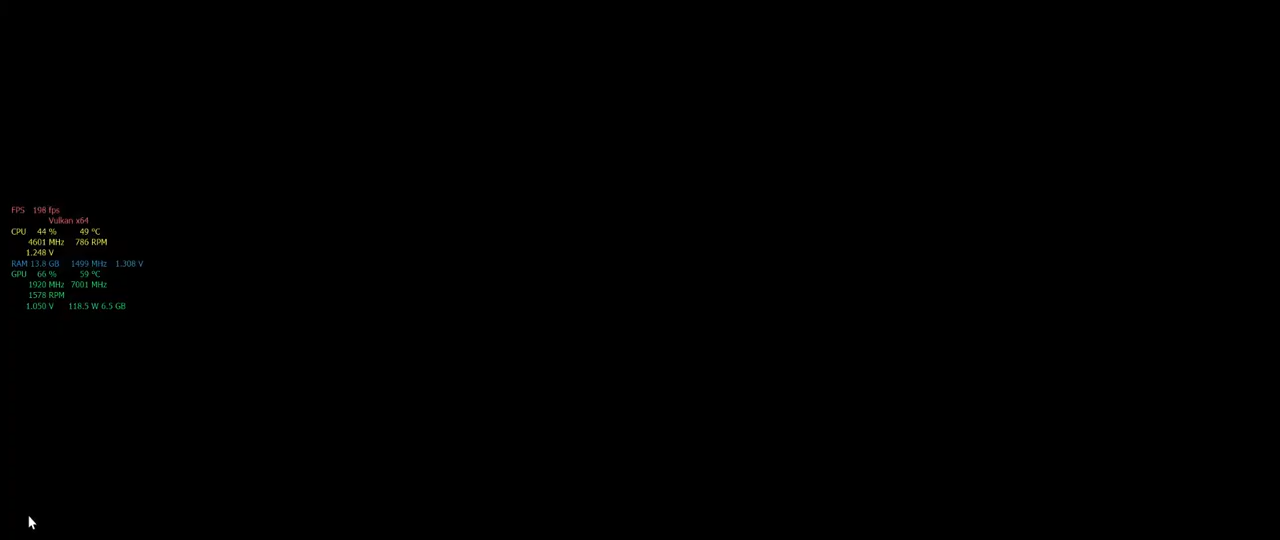 FPS 198 fps
Vulkan x64
CPU 44 % 49 °C
4601 MHz 786 RPM
1.248 V
RAM 13.8 GB 1499 MHz 1.308 V
GPU 66 % 59 °C
1920 MHz 7001 MHz
1578 RPM
1.050 V 118.5 W 6.5 GB